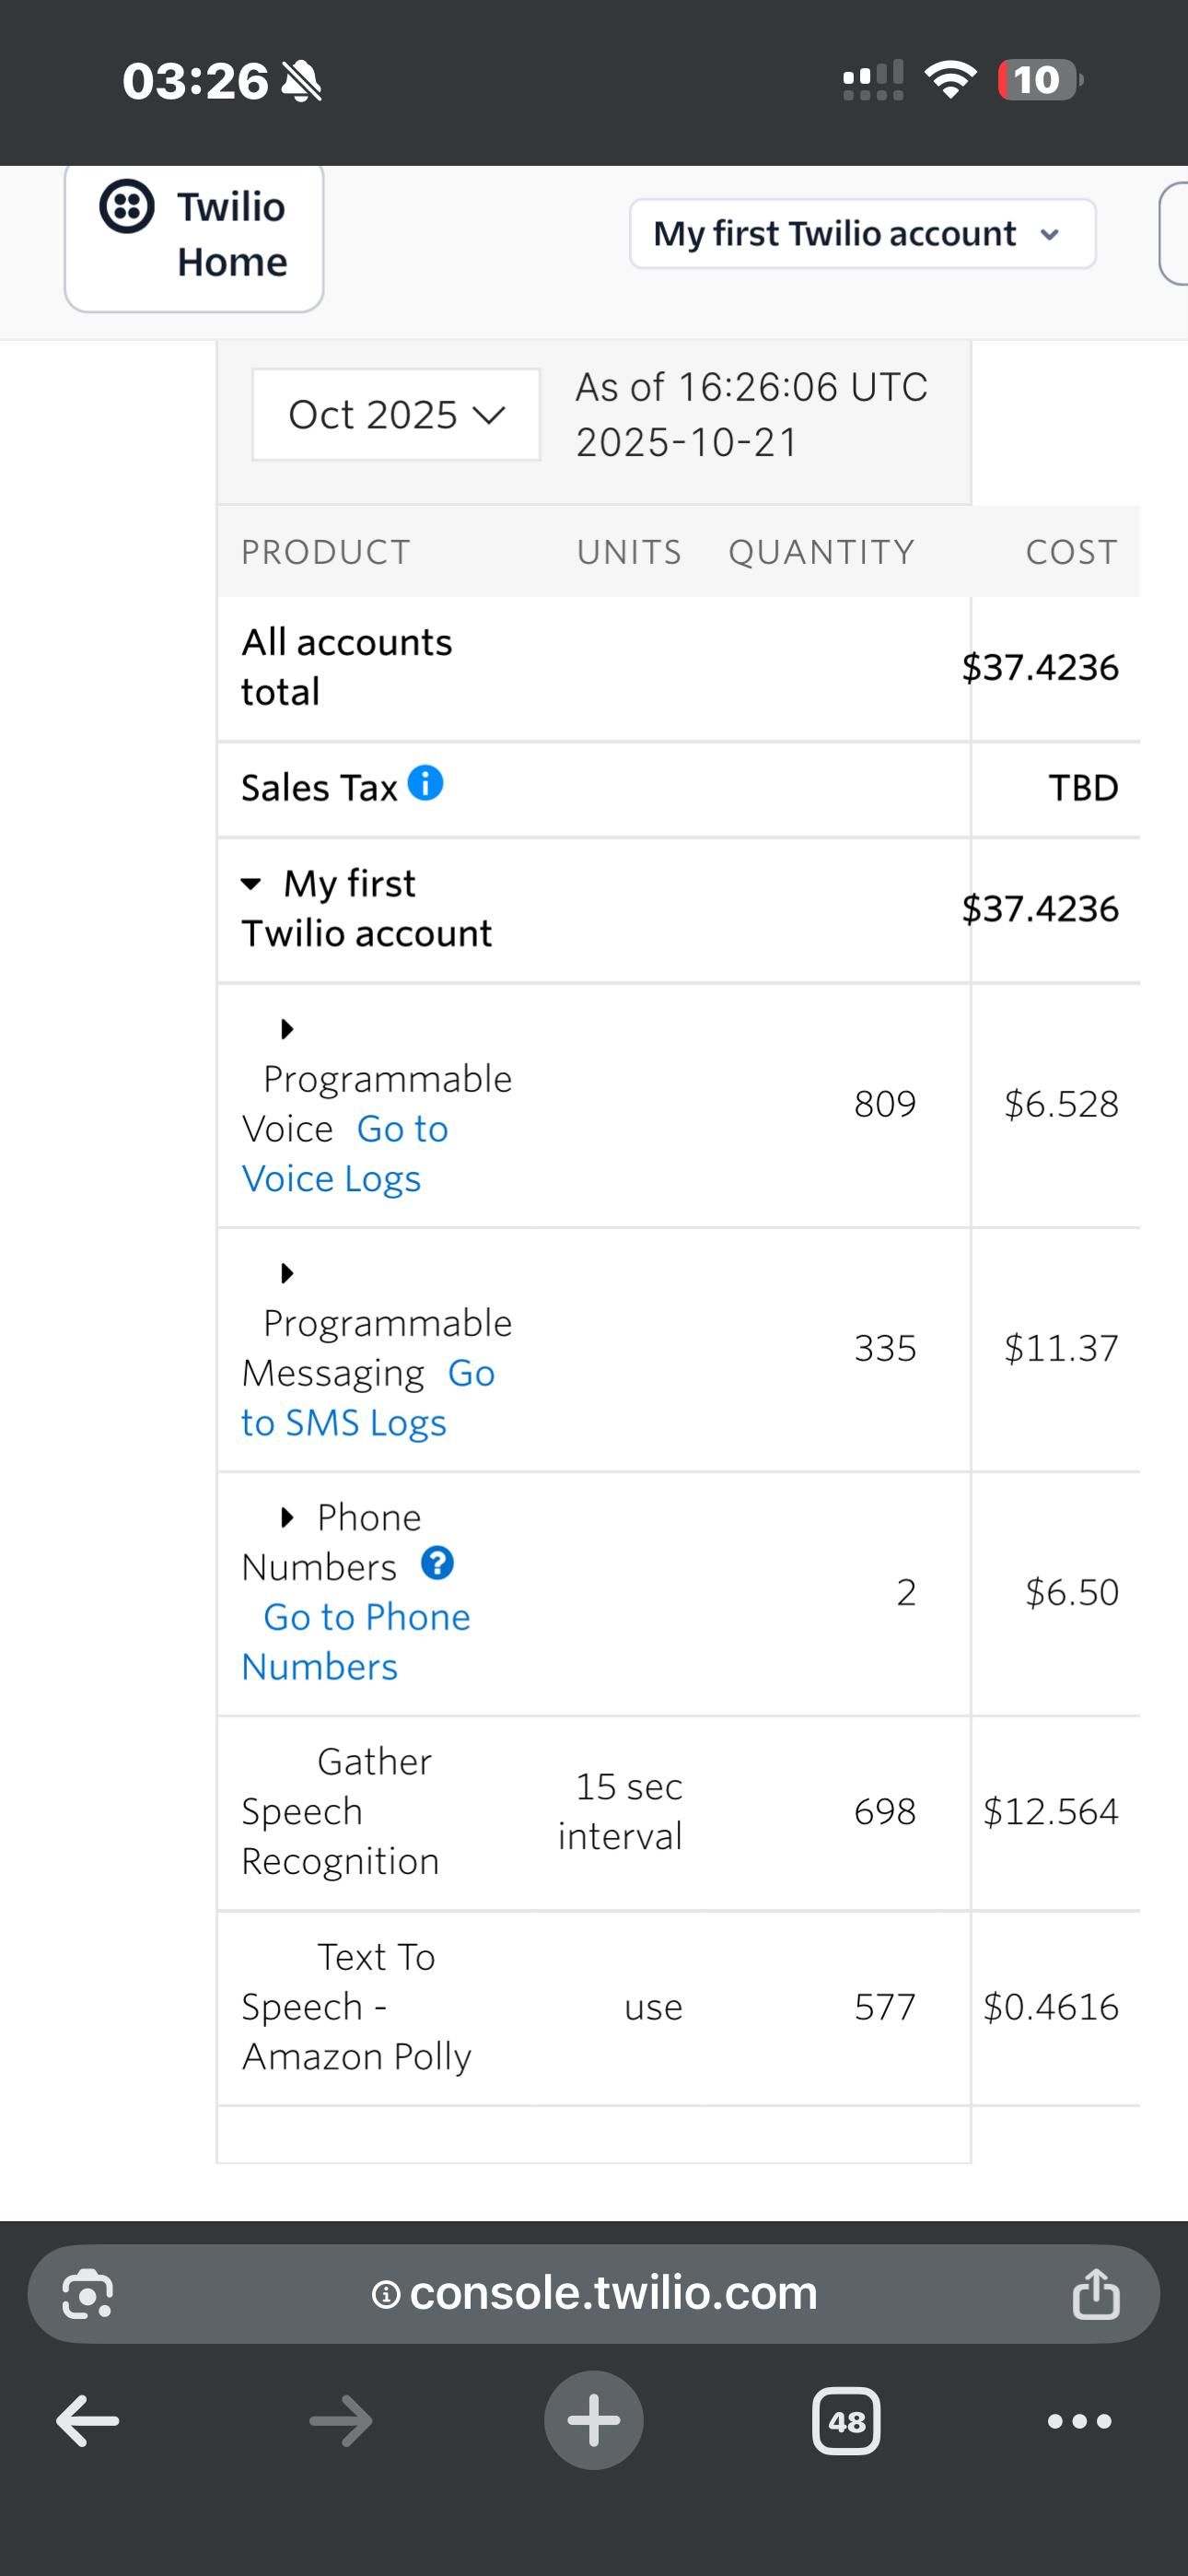 03:26
10
Twilio
Home
My first Twilio account
Oct 2025
As of 16:26:06 UTC
2025-10-21
PRODUCT UNITS QUANTITY COST
All accounts
total
$37.4236
Sales Tax TBD
My first
Twilio account
$37.4236
Programmable
Voice Go to
Voice Logs
809 $6.528
Programmable
Messaging Go
to SMS Logs
335 $11.37
Phone
Numbers
Go to Phone
Numbers
2 $6.50
Gather
Speech
Recognition
15 sec
interval
698 $12.564
Text To
Speech -
Amazon Polly
use 577 $0.4616
console.twilio.com
48